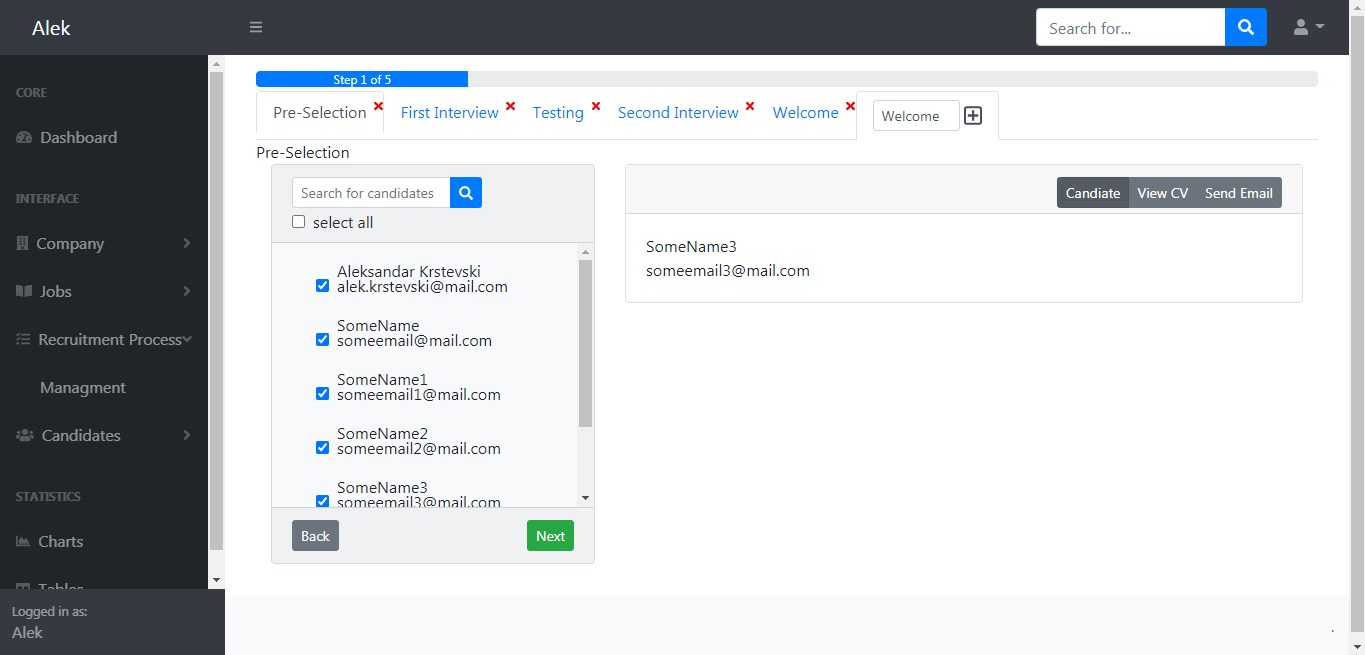 Alek
Search for...
CORE
Dashboard
INTERFACE
Company
Jobs
Recruitment Process
Managment
Candidates
STATISTICS
Charts
Tables
Logged in as:
Alek
Step 1 of 5
Pre-Selection
First Interview
Testing
Second Interview
Welcome
Welcome
Pre-Selection
Search for candidates
select all
Aleksandar Krstevski
alek.krstevski@mail.com
SomeName
someemail@mail.com
SomeName1
someemail1@mail.com
SomeName2
someemail2@mail.com
SomeName3
someemail3@mail.com
Back
Next
Candiate
View CV
Send Email
SomeName3
someemail3@mail.com